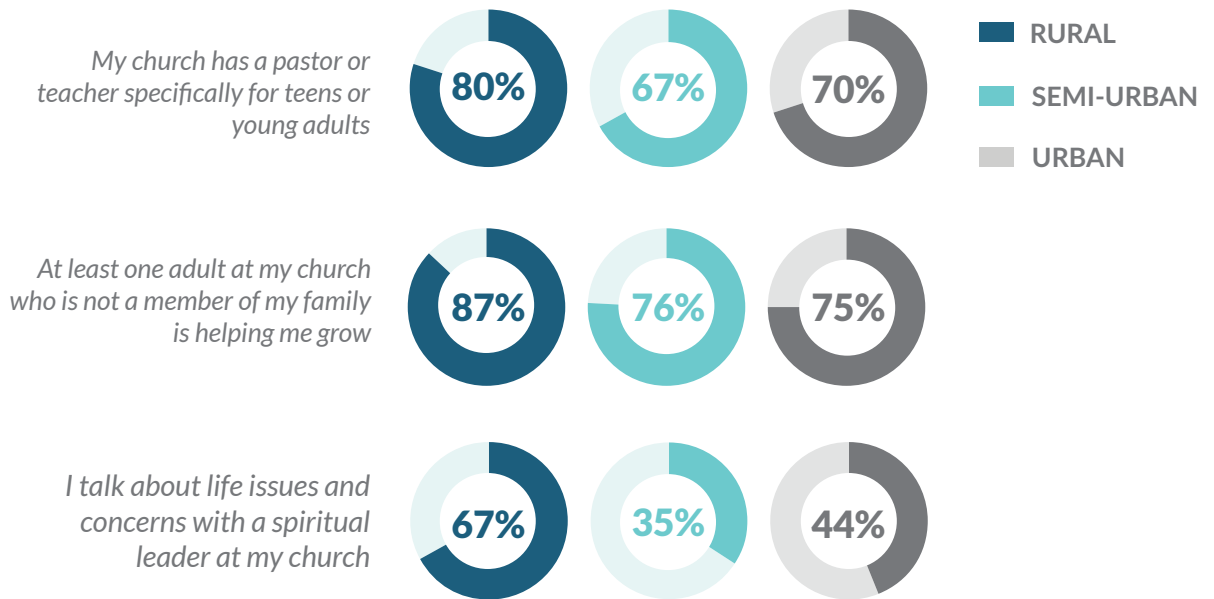 My church has a pastor or
teacher specifically for teens or
young adults
80%
67%
70%
RURAL
SEMI-URBAN
URBAN
At least one adult at my church
who is not a member of my family
is helping me grow
87%
76%
75%
I talk about life issues and
concerns with a spiritual
leader at my church
67%
35%
44%